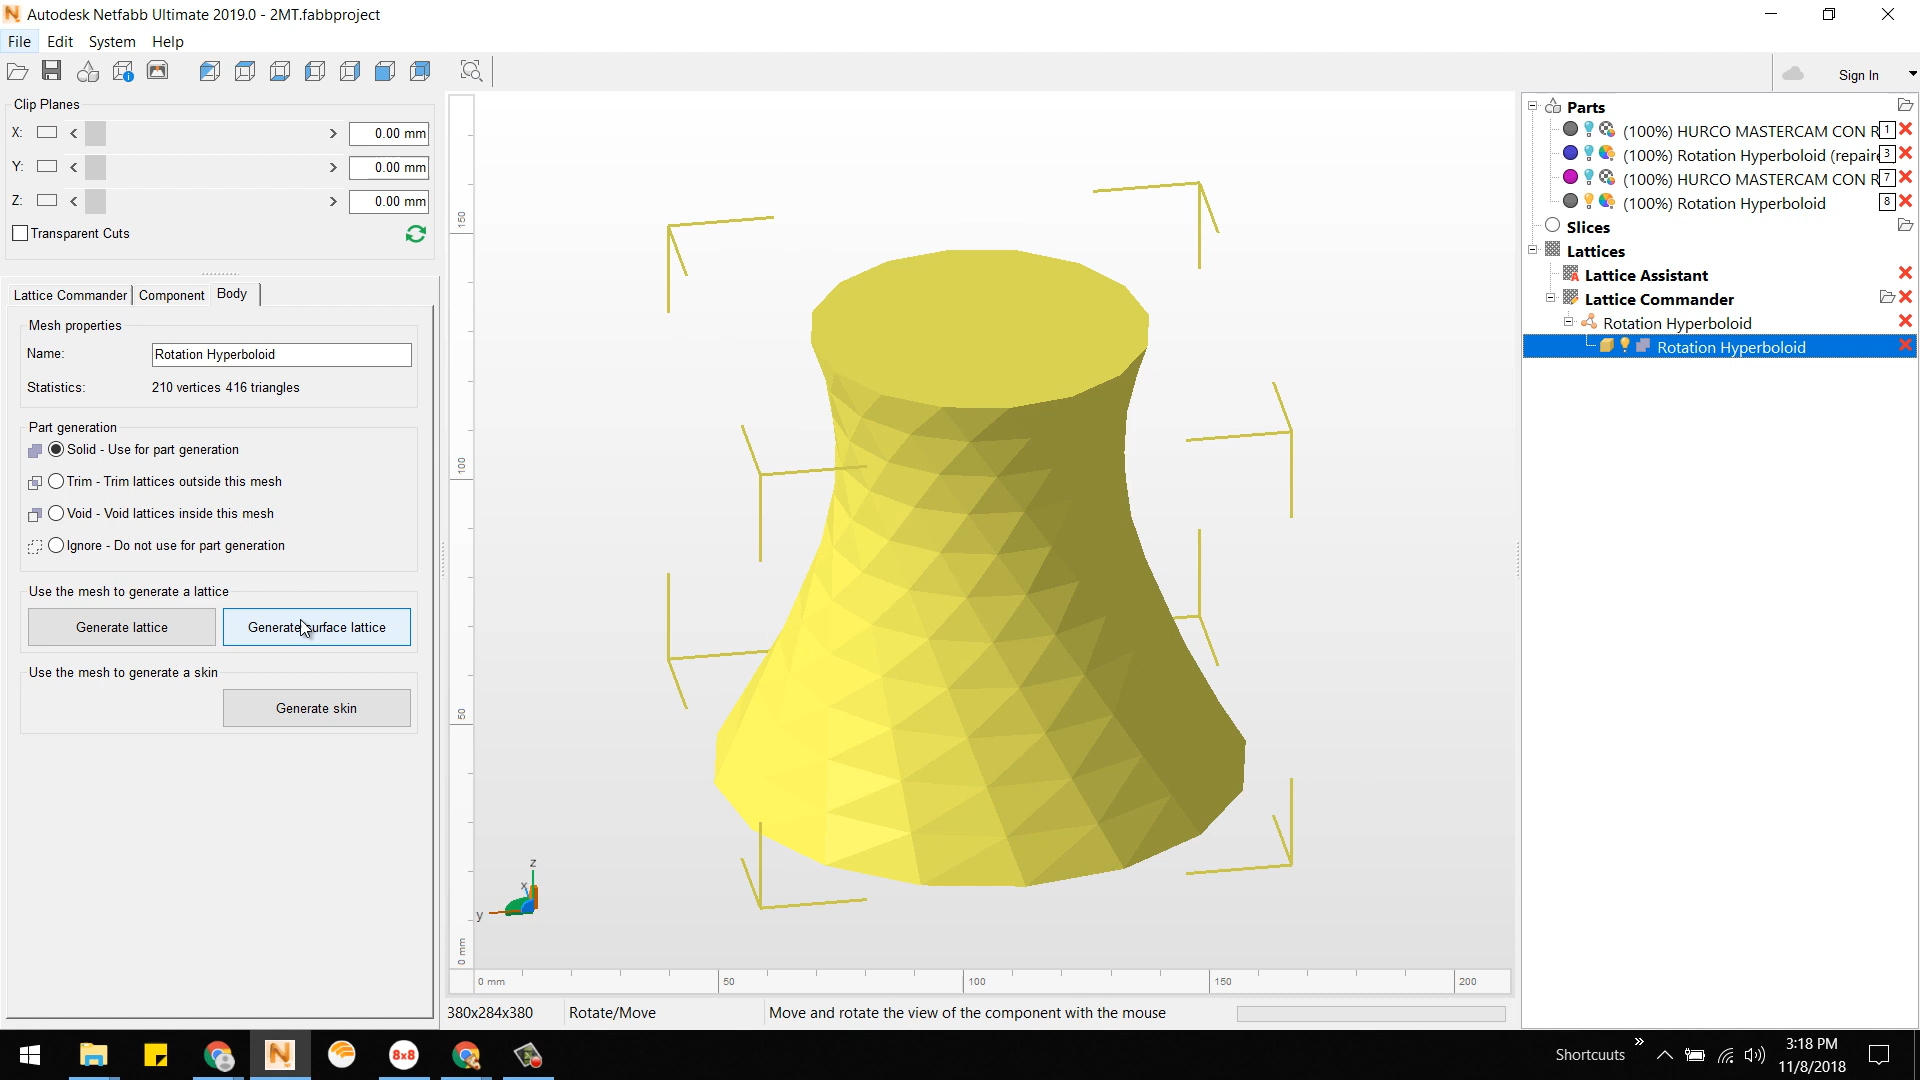 Autodesk Netfabb Ultimate 2019.0 - 2MT.fabbproject
File Edit System Help
Sign In
Clip Planes
X: < > 0.00 mm
Y: < > 0.00 mm
Z: < > 0.00 mm
Transparent Cuts
Lattice Commander Component Body
Mesh properties
Name: Rotation Hyperboloid
Statistics: 210 vertices 416 triangles
Part generation
Solid - Use for part generation
Trim - Trim lattices outside this mesh
Void - Void lattices inside this mesh
Ignore - Do not use for part generation
Use the mesh to generate a lattice
Generate lattice Generate surface lattice
Use the mesh to generate a skin
Generate skin
150
100
50
0 mm
z
x
y
0 mm 50 100 150 200
380x284x380 Rotate/Move Move and rotate the view of the component with the mouse
Parts
(100%) HURCO MASTERCAM CON R 1
(100%) Rotation Hyperboloid (repaire 3
(100%) HURCO MASTERCAM CON R 7
(100%) Rotation Hyperboloid 8
Slices
Lattices
Lattice Assistant
Lattice Commander
Rotation Hyperboloid
Rotation Hyperboloid
8x8
Shortcuts »
3:18 PM
11/8/2018